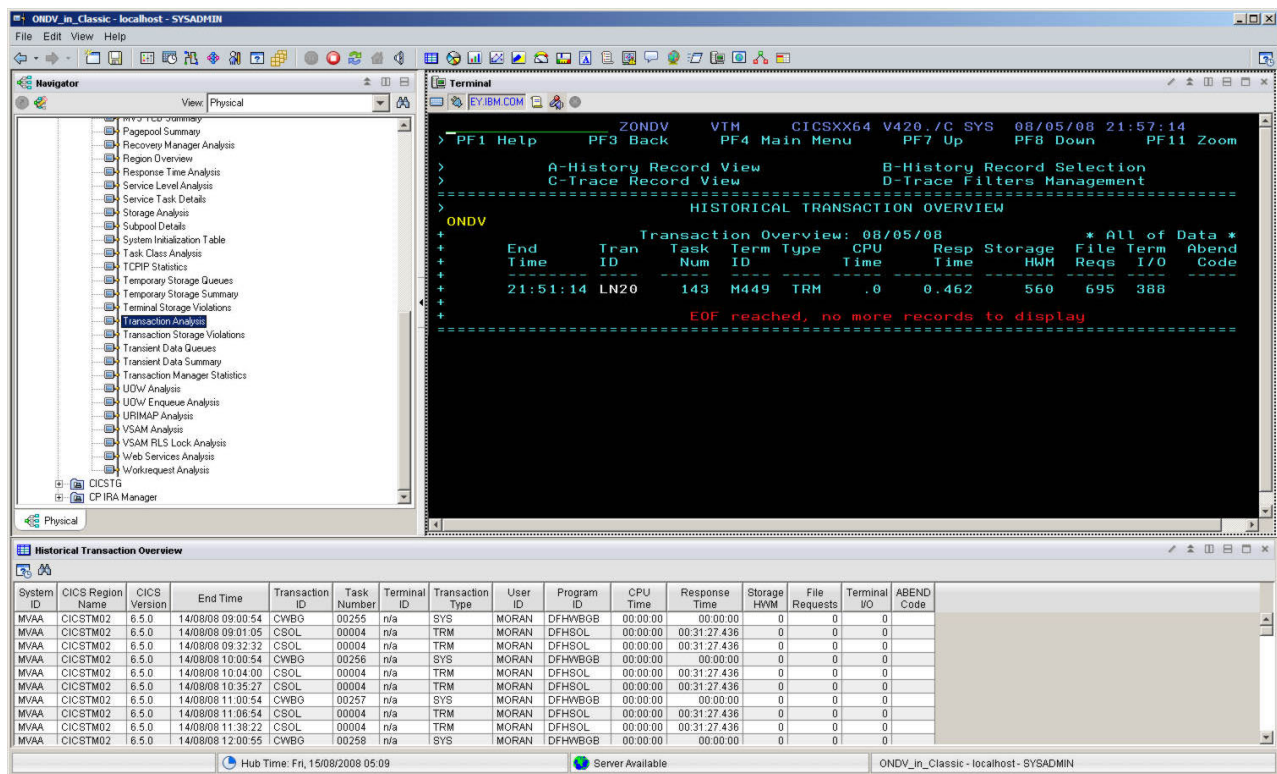 ONDV_in_Classic - localhost - SYSADMIN
File Edit View Help
Navigator
View: Physical
Pagepool Summary
Recovery Manager Analysis
Region Overview
Response Time Analysis
Service Level Analysis
Service Task Details
Storage Analysis
Subpool Details
System Initialization Table
Task Class Analysis
TCPIP Statistics
Temporary Storage Queues
Temporary Storage Summary
Terminal Storage Violations
Transaction Analysis
Transaction Storage Violations
Transient Data Queues
Transient Data Summary
Transaction Manager Statistics
UOW Analysis
UOW Enqueue Analysis
URIMAP Analysis
VSAM Analysis
VSAM RLS Lock Analysis
Web Services Analysis
Workrequest Analysis
CICSTG
CP IRA Manager
Physical
Terminal
EY.IBM.COM
ZONDV VTM CICSXX64 V420./C SYS 08/05/08 21:57:14
> PF1 Help PF3 Back PF4 Main Menu PF7 Up PF8 Down PF11 Zoom
> A-History Record View B-History Record Selection
> C-Trace Record View D-Trace Filters Management
> HISTORICAL TRANSACTION OVERVIEW
ONDV
+ Transaction Overview: 08/05/08 * All of Data *
+ End Tran Task Term Type CPU Resp Storage File Term Abend
+ Time ID Num ID Time Time HWM Reqs I/O Code
+ -------- ---- ----- ---- ---- ------ ------- ------- ----- ---- -----
+ 21:51:14 LN20 143 M449 TRM .0 0.462 560 695 388
+
+ EOF reached, no more records to display
Historical Transaction Overview
System ID CICS Region Name CICS Version End Time Transaction ID Task Number Terminal ID Transaction Type User ID Program ID CPU Time Response Time Storage HWM File Requests Terminal I/O ABEND Code
MVAA CICSTM02 6.5.0 14/08/08 09:00:54 CWBG 00255 n/a SYS MORAN DFHWBGB 00:00:00 00:00:00 0 0 0
MVAA CICSTM02 6.5.0 14/08/08 09:01:05 CSOL 00004 n/a TRM MORAN DFHSOL 00:00:00 00:31:27.436 0 0 0
MVAA CICSTM02 6.5.0 14/08/08 09:32:32 CSOL 00004 n/a TRM MORAN DFHSOL 00:00:00 00:31:27.436 0 0 0
MVAA CICSTM02 6.5.0 14/08/08 10:00:54 CWBG 00256 n/a SYS MORAN DFHWBGB 00:00:00 00:00:00 0 0 0
MVAA CICSTM02 6.5.0 14/08/08 10:04:00 CSOL 00004 n/a TRM MORAN DFHSOL 00:00:00 00:31:27.436 0 0 0
MVAA CICSTM02 6.5.0 14/08/08 10:35:27 CSOL 00004 n/a TRM MORAN DFHSOL 00:00:00 00:31:27.436 0 0 0
MVAA CICSTM02 6.5.0 14/08/08 11:00:54 CWBG 00257 n/a SYS MORAN DFHWBGB 00:00:00 00:00:00 0 0 0
MVAA CICSTM02 6.5.0 14/08/08 11:06:54 CSOL 00004 n/a TRM MORAN DFHSOL 00:00:00 00:31:27.436 0 0 0
MVAA CICSTM02 6.5.0 14/08/08 11:38:22 CSOL 00004 n/a TRM MORAN DFHSOL 00:00:00 00:31:27.436 0 0 0
MVAA CICSTM02 6.5.0 14/08/08 12:00:55 CWBG 00258 n/a SYS MORAN DFHWBGB 00:00:00 00:00:00 0 0 0
Hub Time: Fri, 15/08/2008 05:09 Server Available ONDV_in_Classic - localhost - SYSADMIN